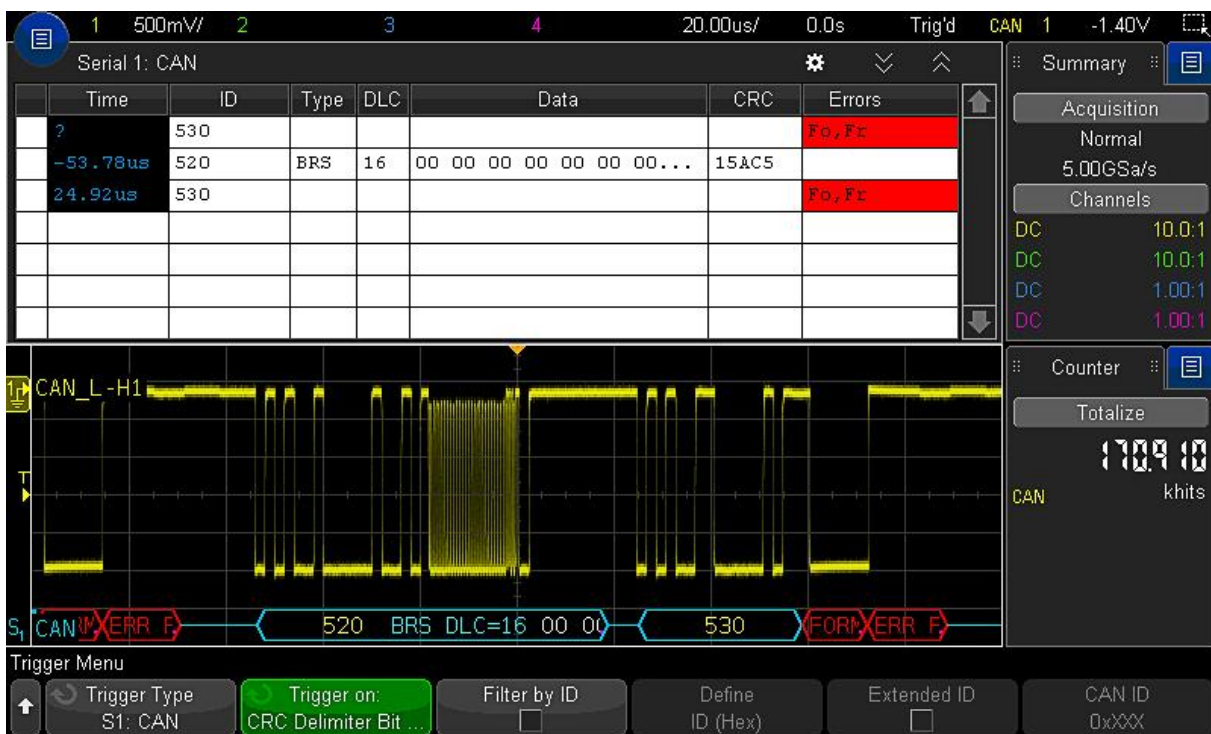 1 500mV/ 2 3 4 20.00us/ 0.0s Trig'd CAN 1 -1.40V
Serial 1: CAN
Time ID Type DLC Data CRC Errors
? 530 Fo,Fr
-53.78us 520 BRS 16 00 00 00 00 00 00 00... 15AC5
24.92us 530 Fo,Fr
Summary
Acquisition
Normal
5.00GSa/s
Channels
DC 10.0:1
DC 10.0:1
DC 1.00:1
DC 1.00:1
Counter
Totalize
170.910
CAN khits
CAN_L-H1
T
S1 CAN ERR F 520 BRS DLC=16 00 530 FORM ERR F
Trigger Menu
Trigger Type
S1: CAN
Trigger on:
CRC Delimiter Bit ...
Filter by ID
Define
ID (Hex)
Extended ID
CAN ID
0xXXX